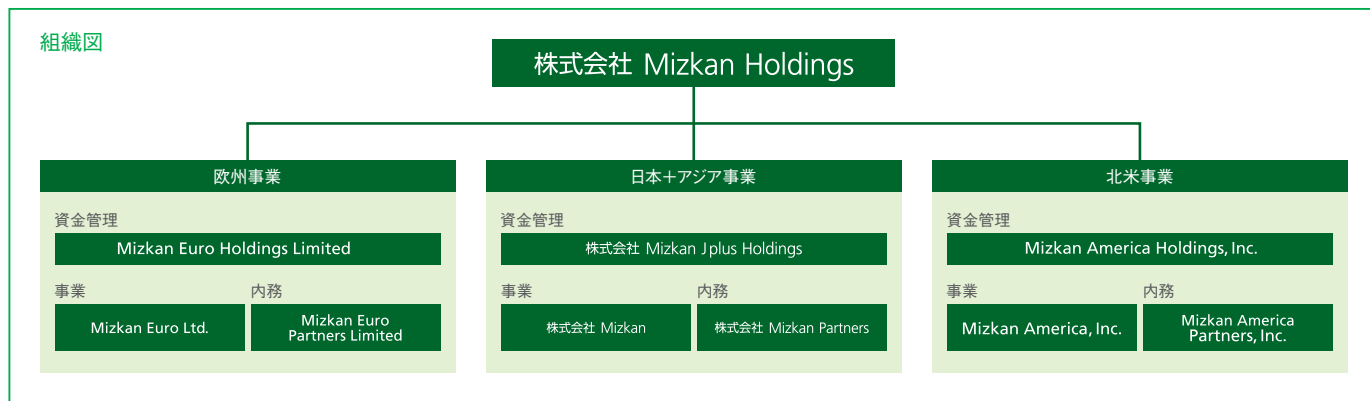 組織図
株式会社 Mizkan Holdings
欧州事業
資金管理
Mizkan Euro Holdings Limited
事業
内務
Mizkan Euro Ltd.
Mizkan Euro
Partners Limited
日本+アジア事業
資金管理
株式会社 Mizkan Jplus Holdings
事業
内務
株式会社 Mizkan
株式会社 Mizkan Partners
北米事業
資金管理
Mizkan America Holdings, Inc.
事業
内務
Mizkan America, Inc.
Mizkan America
Partners, Inc.